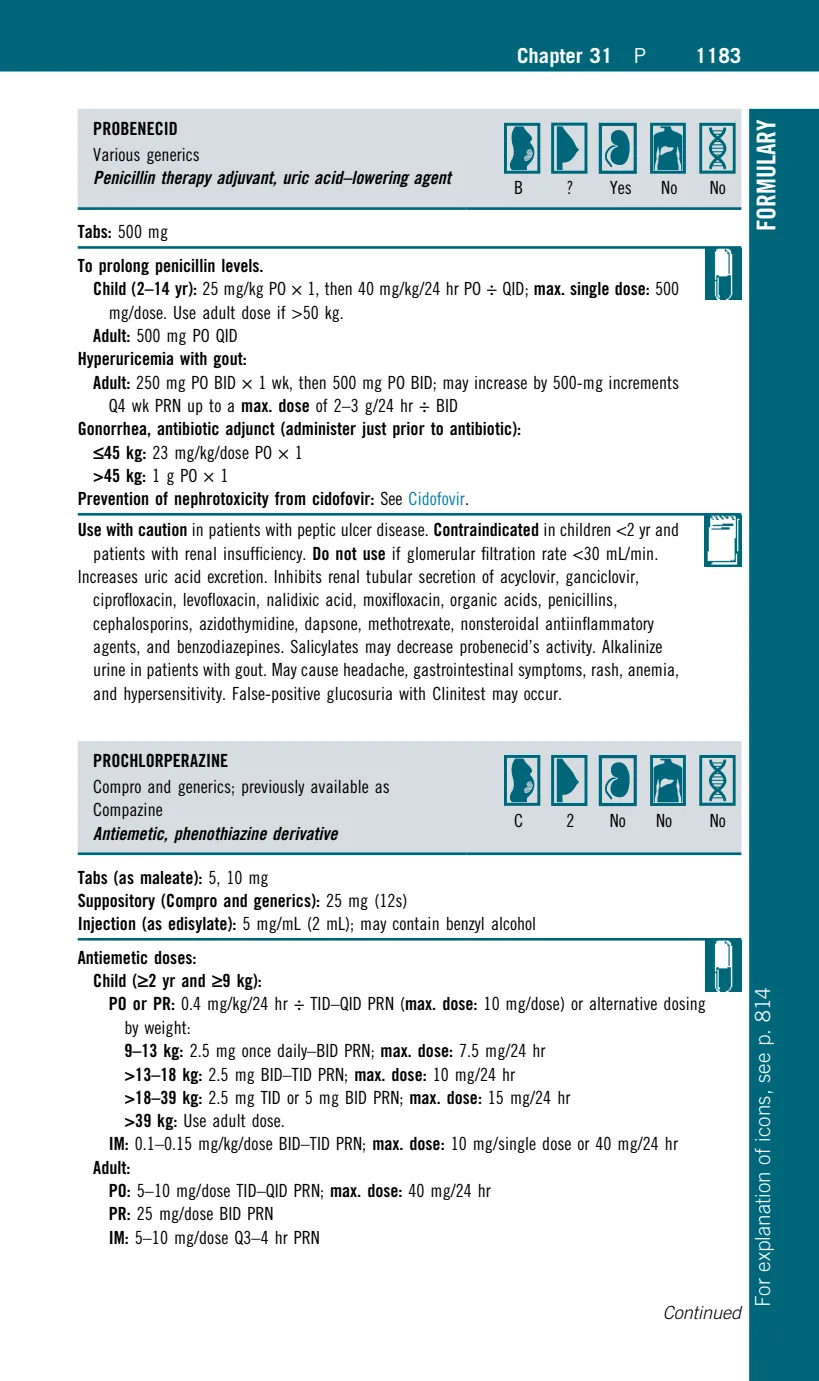 Chapter 31 P 1183
PROBENECID
Various generics
Penicillin therapy adjuvant, uric acid–lowering agent
B ? Yes No No
Tabs: 500 mg
To prolong penicillin levels.
Child (2–14 yr): 25 mg/kg PO × 1, then 40 mg/kg/24 hr PO ÷ QID; max. single dose: 500
mg/dose. Use adult dose if >50 kg.
Adult: 500 mg PO QID
Hyperuricemia with gout:
Adult: 250 mg PO BID × 1 wk, then 500 mg PO BID; may increase by 500-mg increments
Q4 wk PRN up to a max. dose of 2–3 g/24 hr ÷ BID
Gonorrhea, antibiotic adjunct (administer just prior to antibiotic):
≤45 kg: 23 mg/kg/dose PO × 1
>45 kg: 1 g PO × 1
Prevention of nephrotoxicity from cidofovir: See Cidofovir.
Use with caution in patients with peptic ulcer disease. Contraindicated in children <2 yr and
patients with renal insufficiency. Do not use if glomerular filtration rate <30 mL/min.
Increases uric acid excretion. Inhibits renal tubular secretion of acyclovir, ganciclovir,
ciprofloxacin, levofloxacin, nalidixic acid, moxifloxacin, organic acids, penicillins,
cephalosporins, azidothymidine, dapsone, methotrexate, nonsteroidal antiinflammatory
agents, and benzodiazepines. Salicylates may decrease probenecid's activity. Alkalinize
urine in patients with gout. May cause headache, gastrointestinal symptoms, rash, anemia,
and hypersensitivity. False-positive glucosuria with Clinitest may occur.
PROCHLORPERAZINE
Compro and generics; previously available as
Compazine
Antiemetic, phenothiazine derivative
C 2 No No No
Tabs (as maleate): 5, 10 mg
Suppository (Compro and generics): 25 mg (12s)
Injection (as edisylate): 5 mg/mL (2 mL); may contain benzyl alcohol
Antiemetic doses:
Child (≥2 yr and ≥9 kg):
PO or PR: 0.4 mg/kg/24 hr ÷ TID–QID PRN (max. dose: 10 mg/dose) or alternative dosing
by weight:
9–13 kg: 2.5 mg once daily–BID PRN; max. dose: 7.5 mg/24 hr
>13–18 kg: 2.5 mg BID–TID PRN; max. dose: 10 mg/24 hr
>18–39 kg: 2.5 mg TID or 5 mg BID PRN; max. dose: 15 mg/24 hr
>39 kg: Use adult dose.
IM: 0.1–0.15 mg/kg/dose BID–TID PRN; max. dose: 10 mg/single dose or 40 mg/24 hr
Adult:
PO: 5–10 mg/dose TID–QID PRN; max. dose: 40 mg/24 hr
PR: 25 mg/dose BID PRN
IM: 5–10 mg/dose Q3–4 hr PRN
Continued
FORMULARY
For explanation of icons, see p. 814